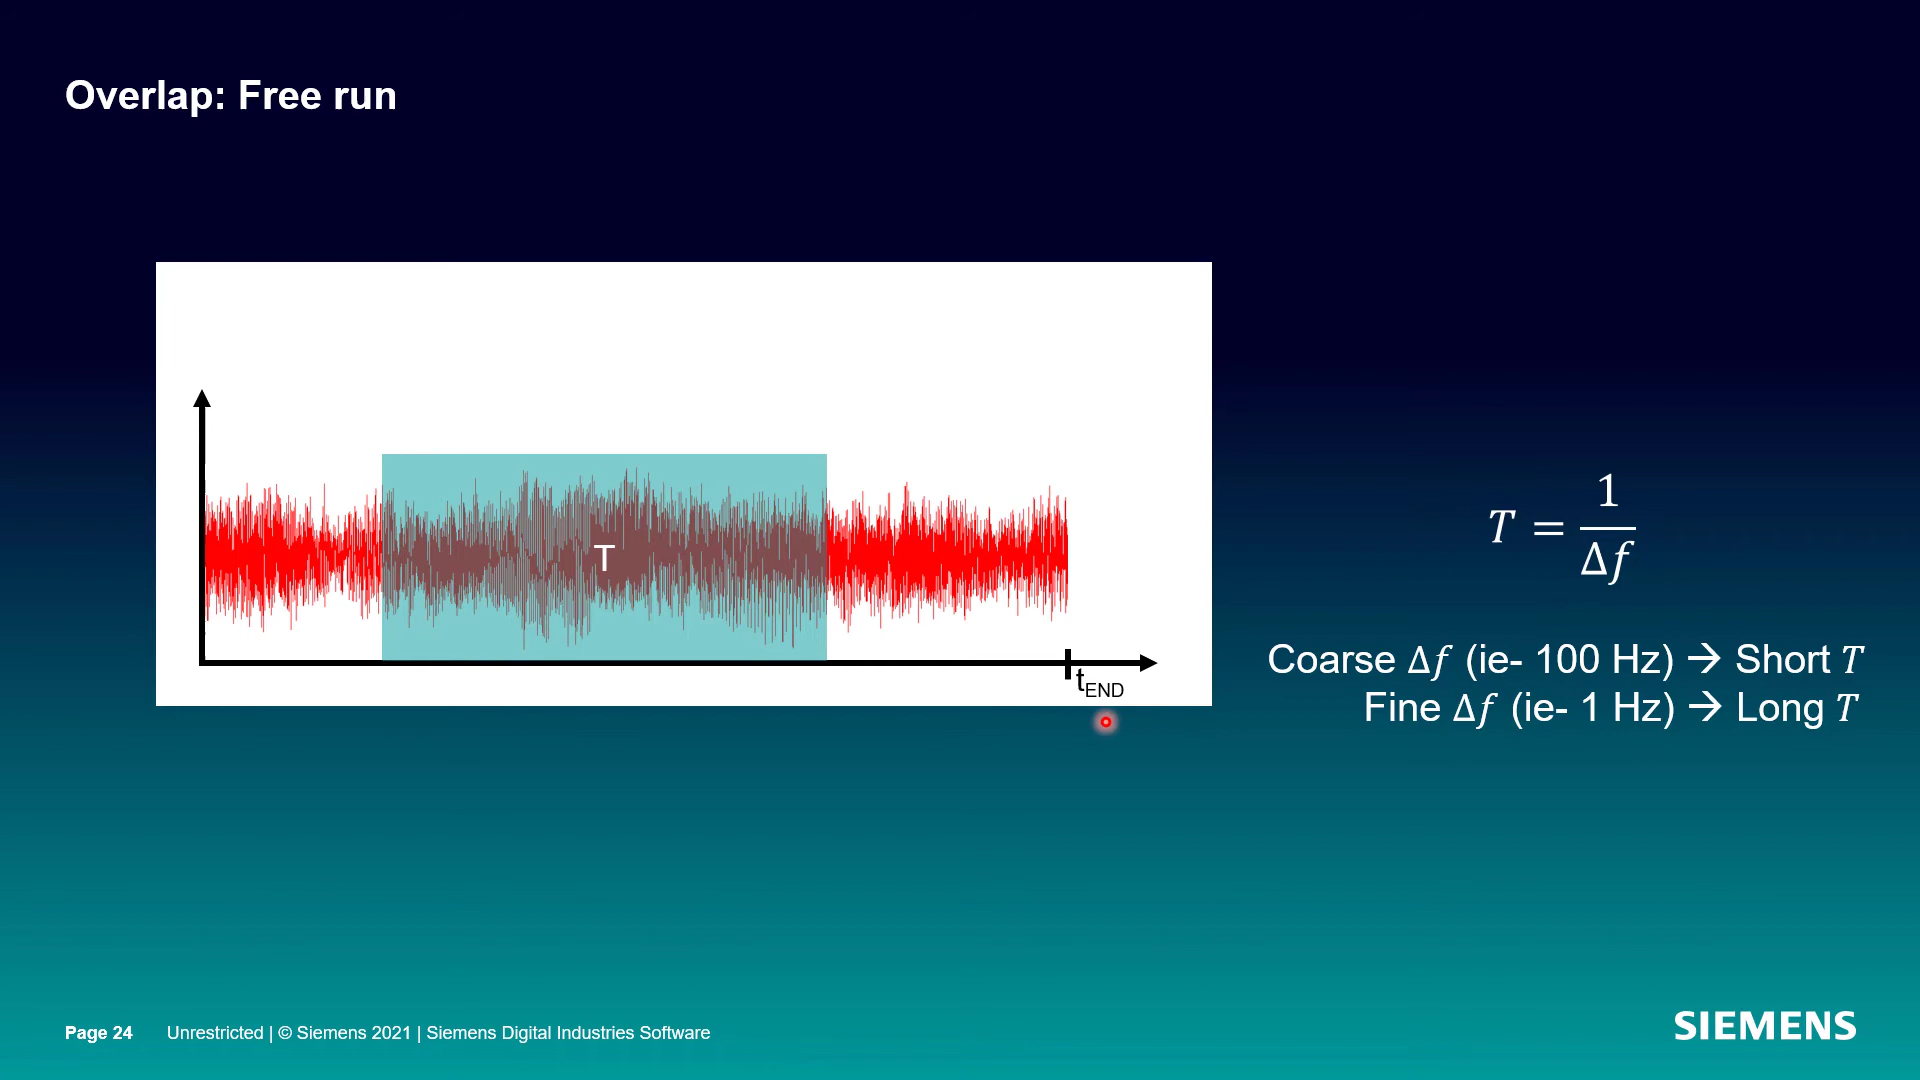 Overlap: Free run
T
tEND
T = 1/Δf
Coarse Δf (ie- 100 Hz) → Short T
Fine Δf (ie- 1 Hz) → Long T
Page 24 Unrestricted | © Siemens 2021 | Siemens Digital Industries Software
SIEMENS